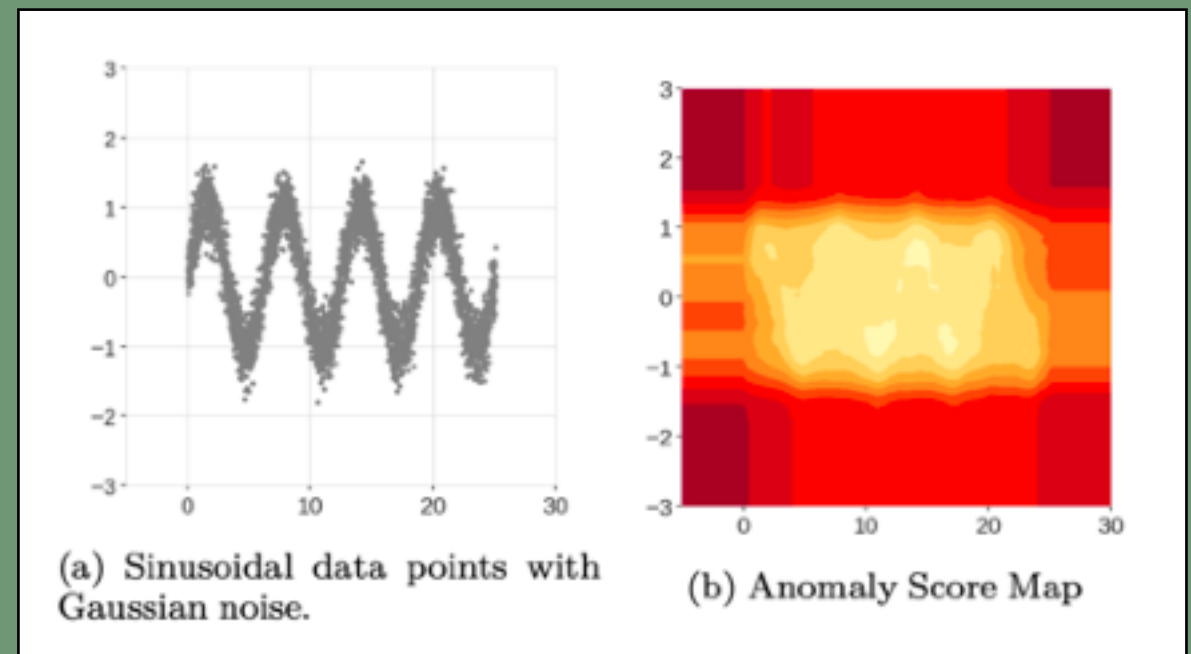 3
2
1
0
−1
−2
−3
0 10 20 30
(a) Sinusoidal data points with
Gaussian noise.
3
2
1
0
−1
−2
−3
0 10 20 30
(b) Anomaly Score Map